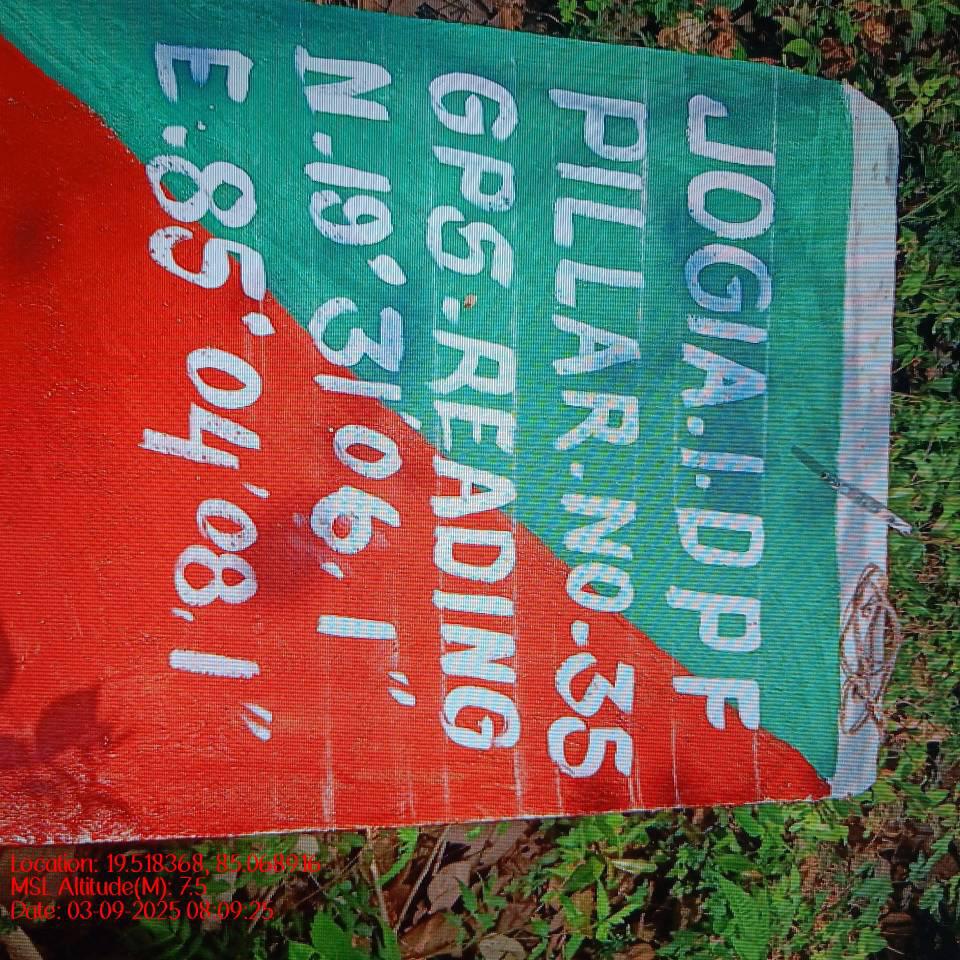 JOGIA.I.DPF
PILLAR.NO.35
GPS.READING
N.19°31'06.1"
E.85°04'08.1"
Location: 19.518368, 85.068916
MSL Altitude(M): 7.5
Date: 03-09-2025 08:09:25